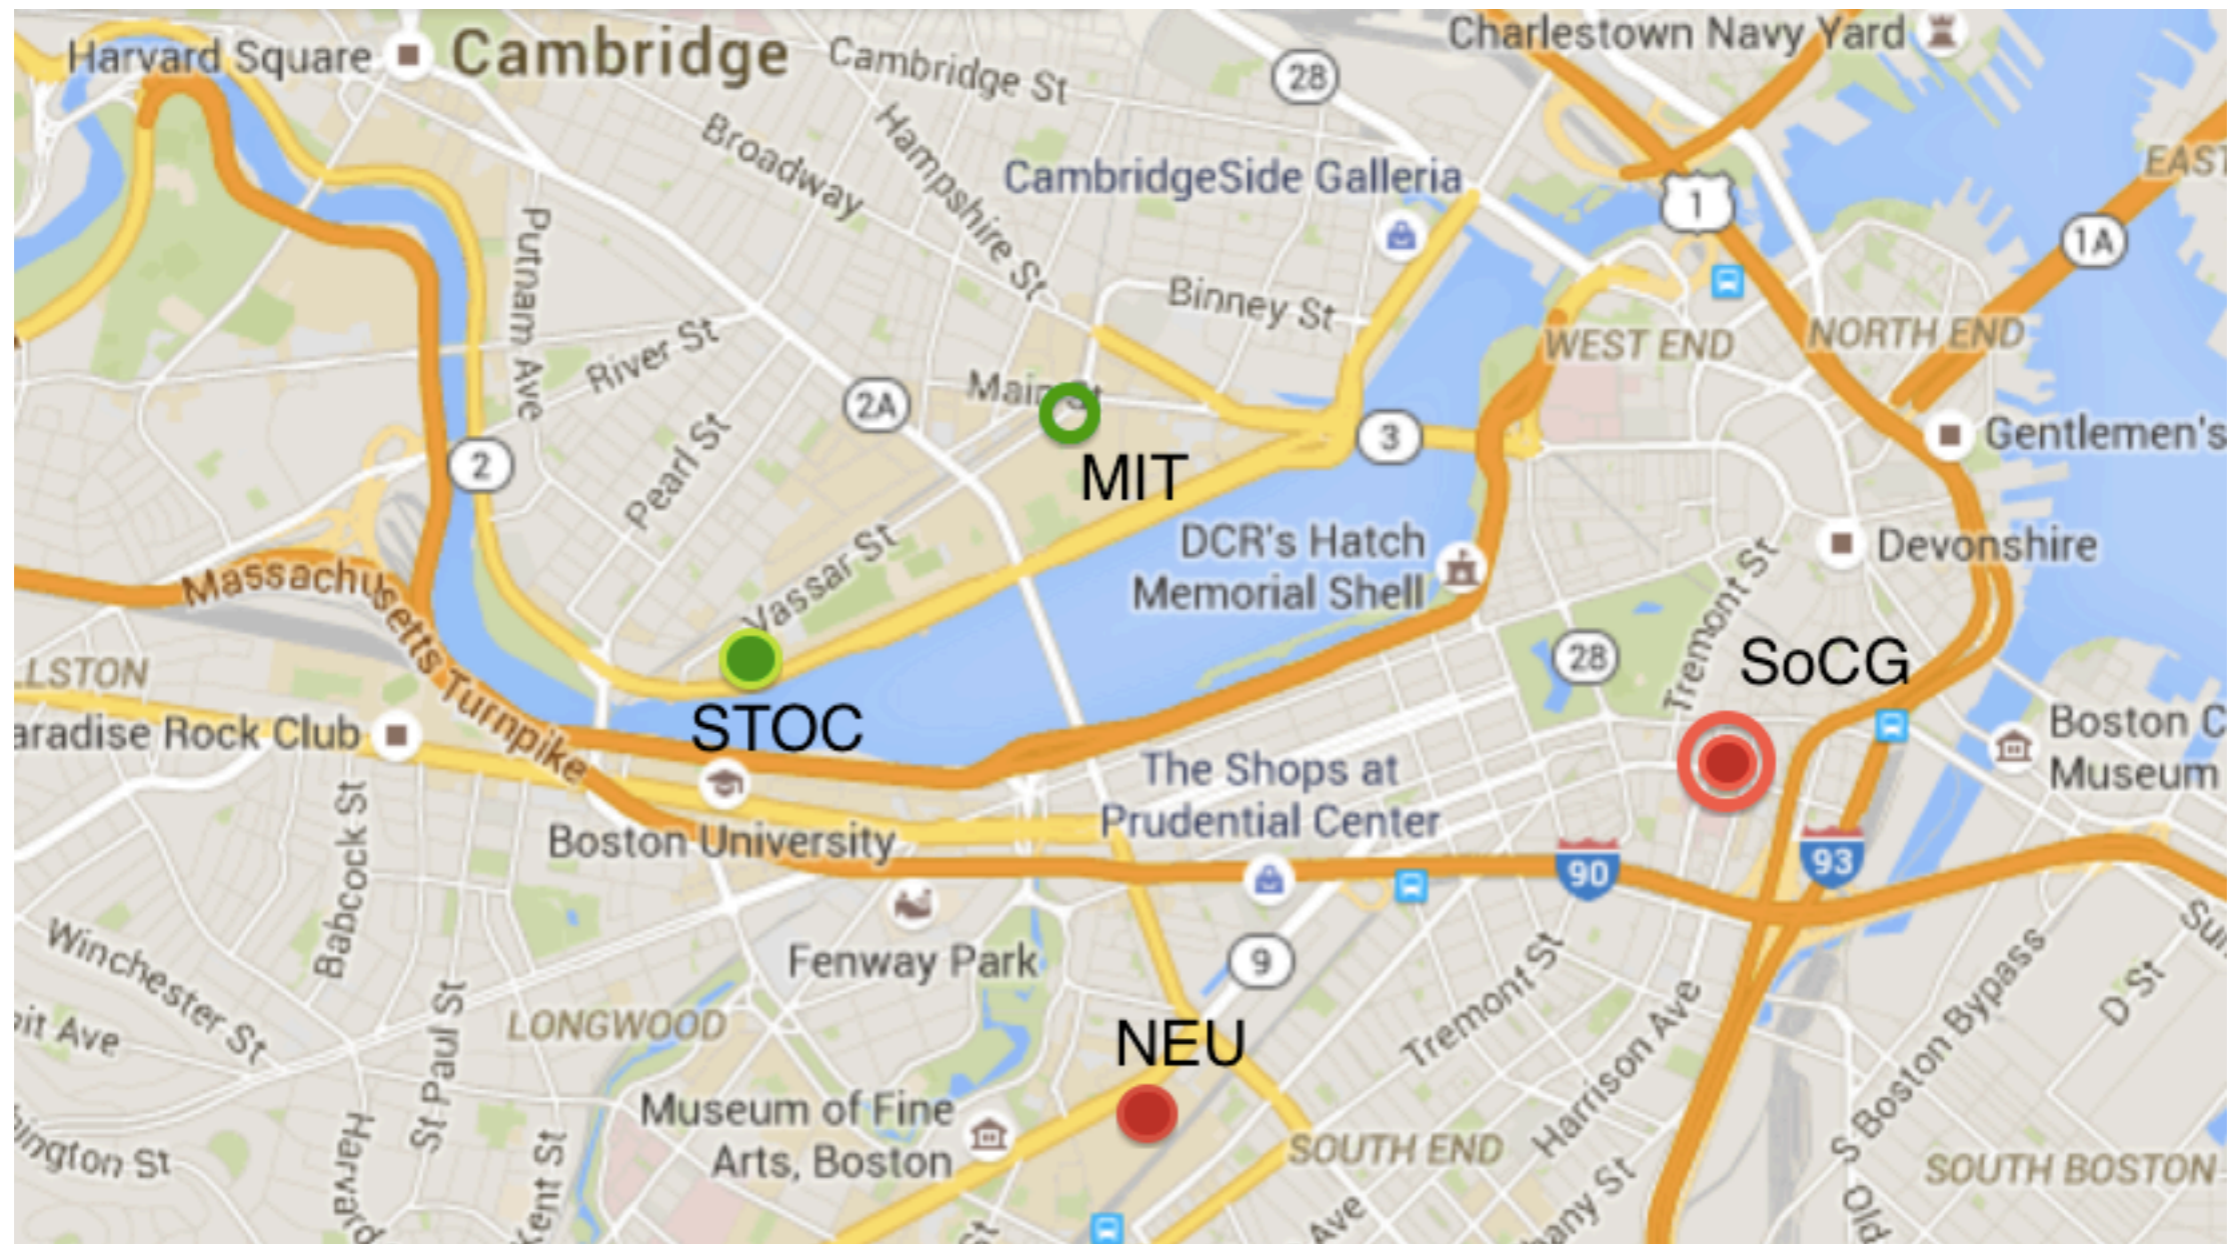 Charlestown Navy Yard
Harvard Square
Cambridge
Cambridge St
28
Hampshire St
Broadway
CambridgeSide Galleria
EAST
1
1A
Putnam Ave
Binney St
WEST END
NORTH END
River St
Main St
2A
3
Gentlemen's
Pearl St
2
MIT
DCR's Hatch
Memorial Shell
Devonshire
Vassar St
Massachusetts Turnpike
Tremont St
28
SoCG
LLSTON
STOC
aradise Rock Club
Boston C
Museum
The Shops at
Prudential Center
Babcock St
Boston University
90
93
Winchester St
Fenway Park
9
Tremont St
Harrison Ave
S Boston Bypass
D St
LONGWOOD
St Paul St
NEU
Museum of Fine
Arts, Boston
SOUTH END
SOUTH BOSTON
Harvard
Kent St
Ave
Old